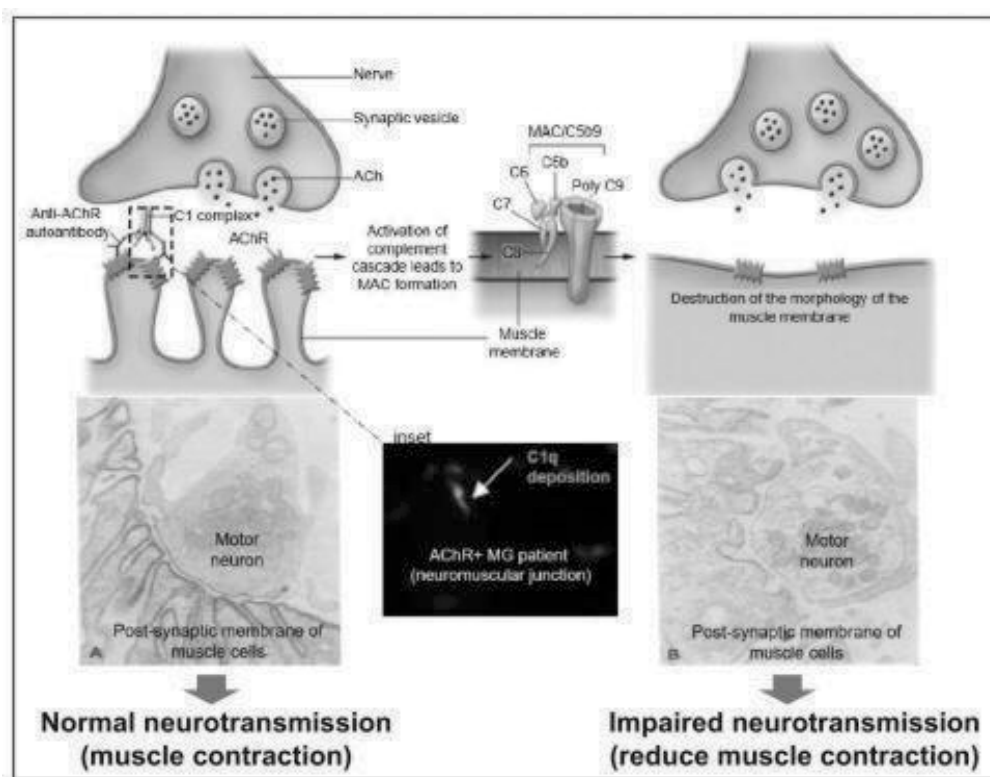 Nerve
Synaptic vesicle
ACh
Anti-AChR
autoantibody
C1 complex*
AChR
Activation of
complement
cascade leads to
MAC formation
MAC/C5b9
C6
C5b
Poly C9
C7
C8
Muscle
membrane
Destruction of the morphology of the
muscle membrane
inset
C1q
deposition
AChR+ MG patient
(neuromuscular junction)
Motor
neuron
Post-synaptic membrane of
muscle cells
A
Motor
neuron
Post-synaptic membrane of
muscle cells
B
Normal neurotransmission
(muscle contraction)
Impaired neurotransmission
(reduce muscle contraction)